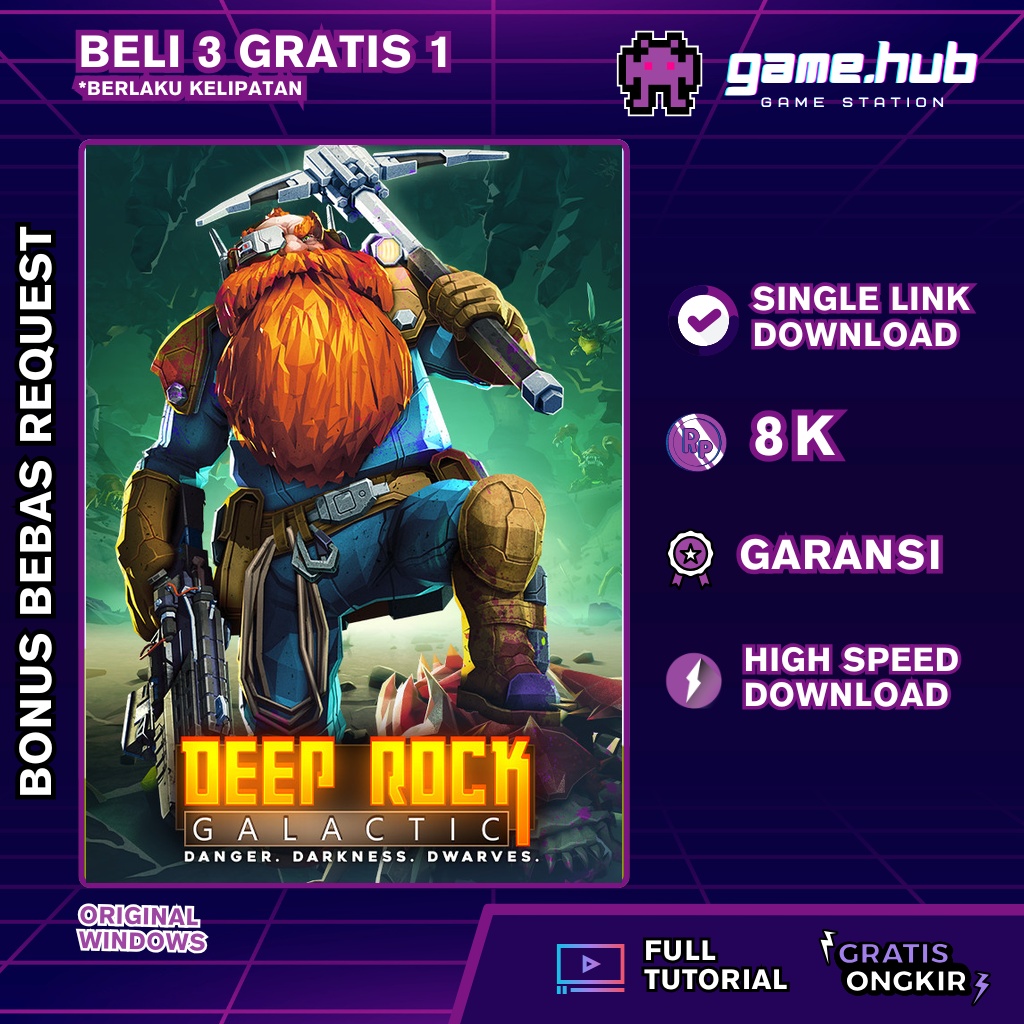 BELI 3 GRATIS 1
*BERLAKU KELIPATAN
game.hub
GAME STATION
BONUS BEBAS REQUEST
SINGLE LINK
DOWNLOAD
Rp
8K
GARANSI
HIGH SPEED
DOWNLOAD
DEEP ROCK
GALACTIC
DANGER. DARKNESS. DWARVES.
ORIGINAL
WINDOWS
FULL
TUTORIAL
GRATIS
ONGKIR